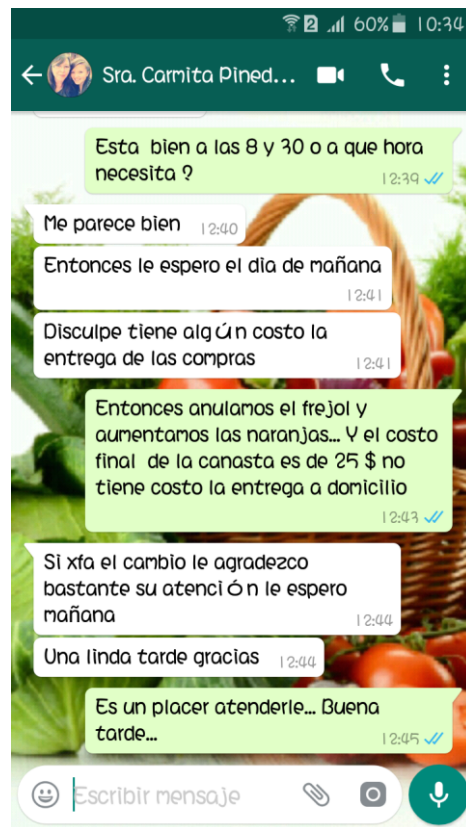 2 60% 10:34
Sra. Carmita Pined...
Esta bien a las 8 y 30 o a que hora
necesita ?
12:39
Me parece bien 12:40
Entonces le espero el dia de mañana
12:41
Disculpe tiene algún costo la
entrega de las compras 12:41
Entonces anulamos el frejol y
aumentamos las naranjas... Y el costo
final de la canasta es de 25 $ no
tiene costo la entrega a domicilio
12:43
Si xfa el cambio le agradezco
bastante su atención le espero
mañana 12:44
Una linda tarde gracias 12:44
Es un placer atenderle... Buena
tarde... 12:45
Escribir mensaje